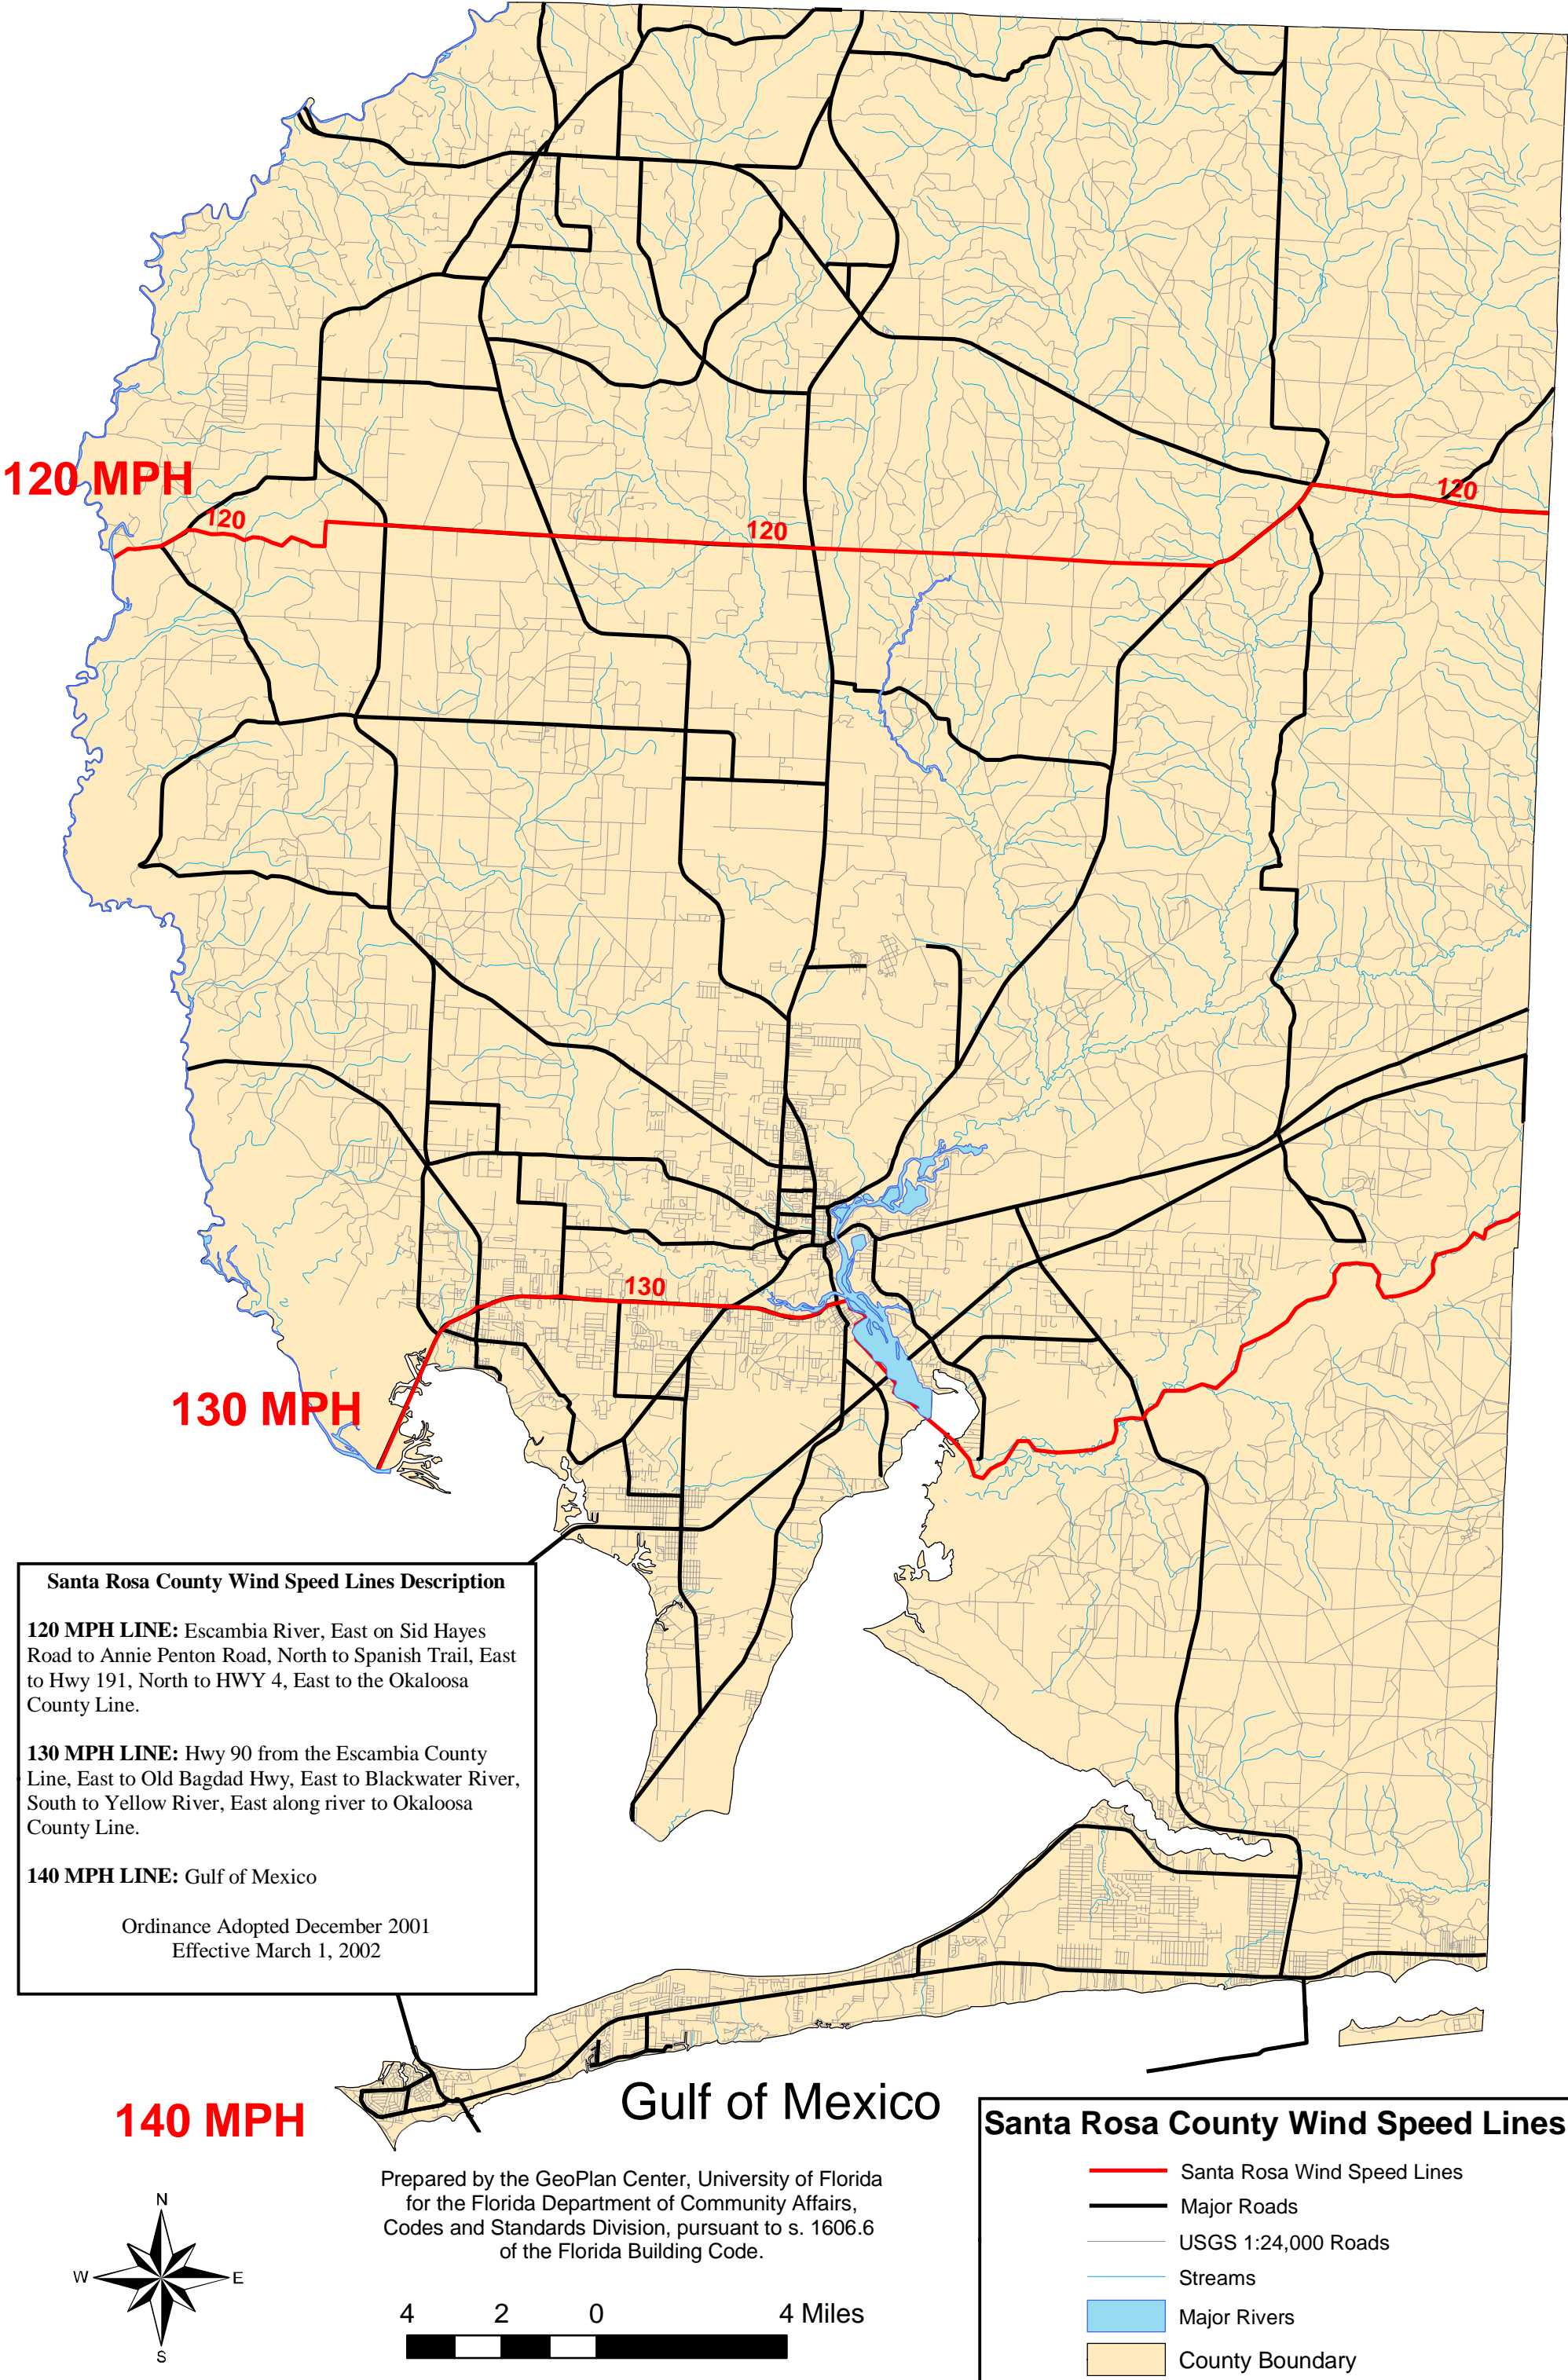 120 MPH
120
120
120
130
130 MPH
Santa Rosa County Wind Speed Lines Description
120 MPH LINE: Escambia River, East on Sid Hayes
Road to Annie Penton Road, North to Spanish Trail, East
to Hwy 191, North to HWY 4, East to the Okaloosa
County Line.
130 MPH LINE: Hwy 90 from the Escambia County
Line, East to Old Bagdad Hwy, East to Blackwater River,
South to Yellow River, East along river to Okaloosa
County Line.
140 MPH LINE: Gulf of Mexico
Ordinance Adopted December 2001
Effective March 1, 2002
140 MPH
Gulf of Mexico
Prepared by the GeoPlan Center, University of Florida
for the Florida Department of Community Affairs,
Codes and Standards Division, pursuant to s. 1606.6
of the Florida Building Code.
N
W E
S
4 2 0 4 Miles
Santa Rosa County Wind Speed Lines
Santa Rosa Wind Speed Lines
Major Roads
USGS 1:24,000 Roads
Streams
Major Rivers
County Boundary